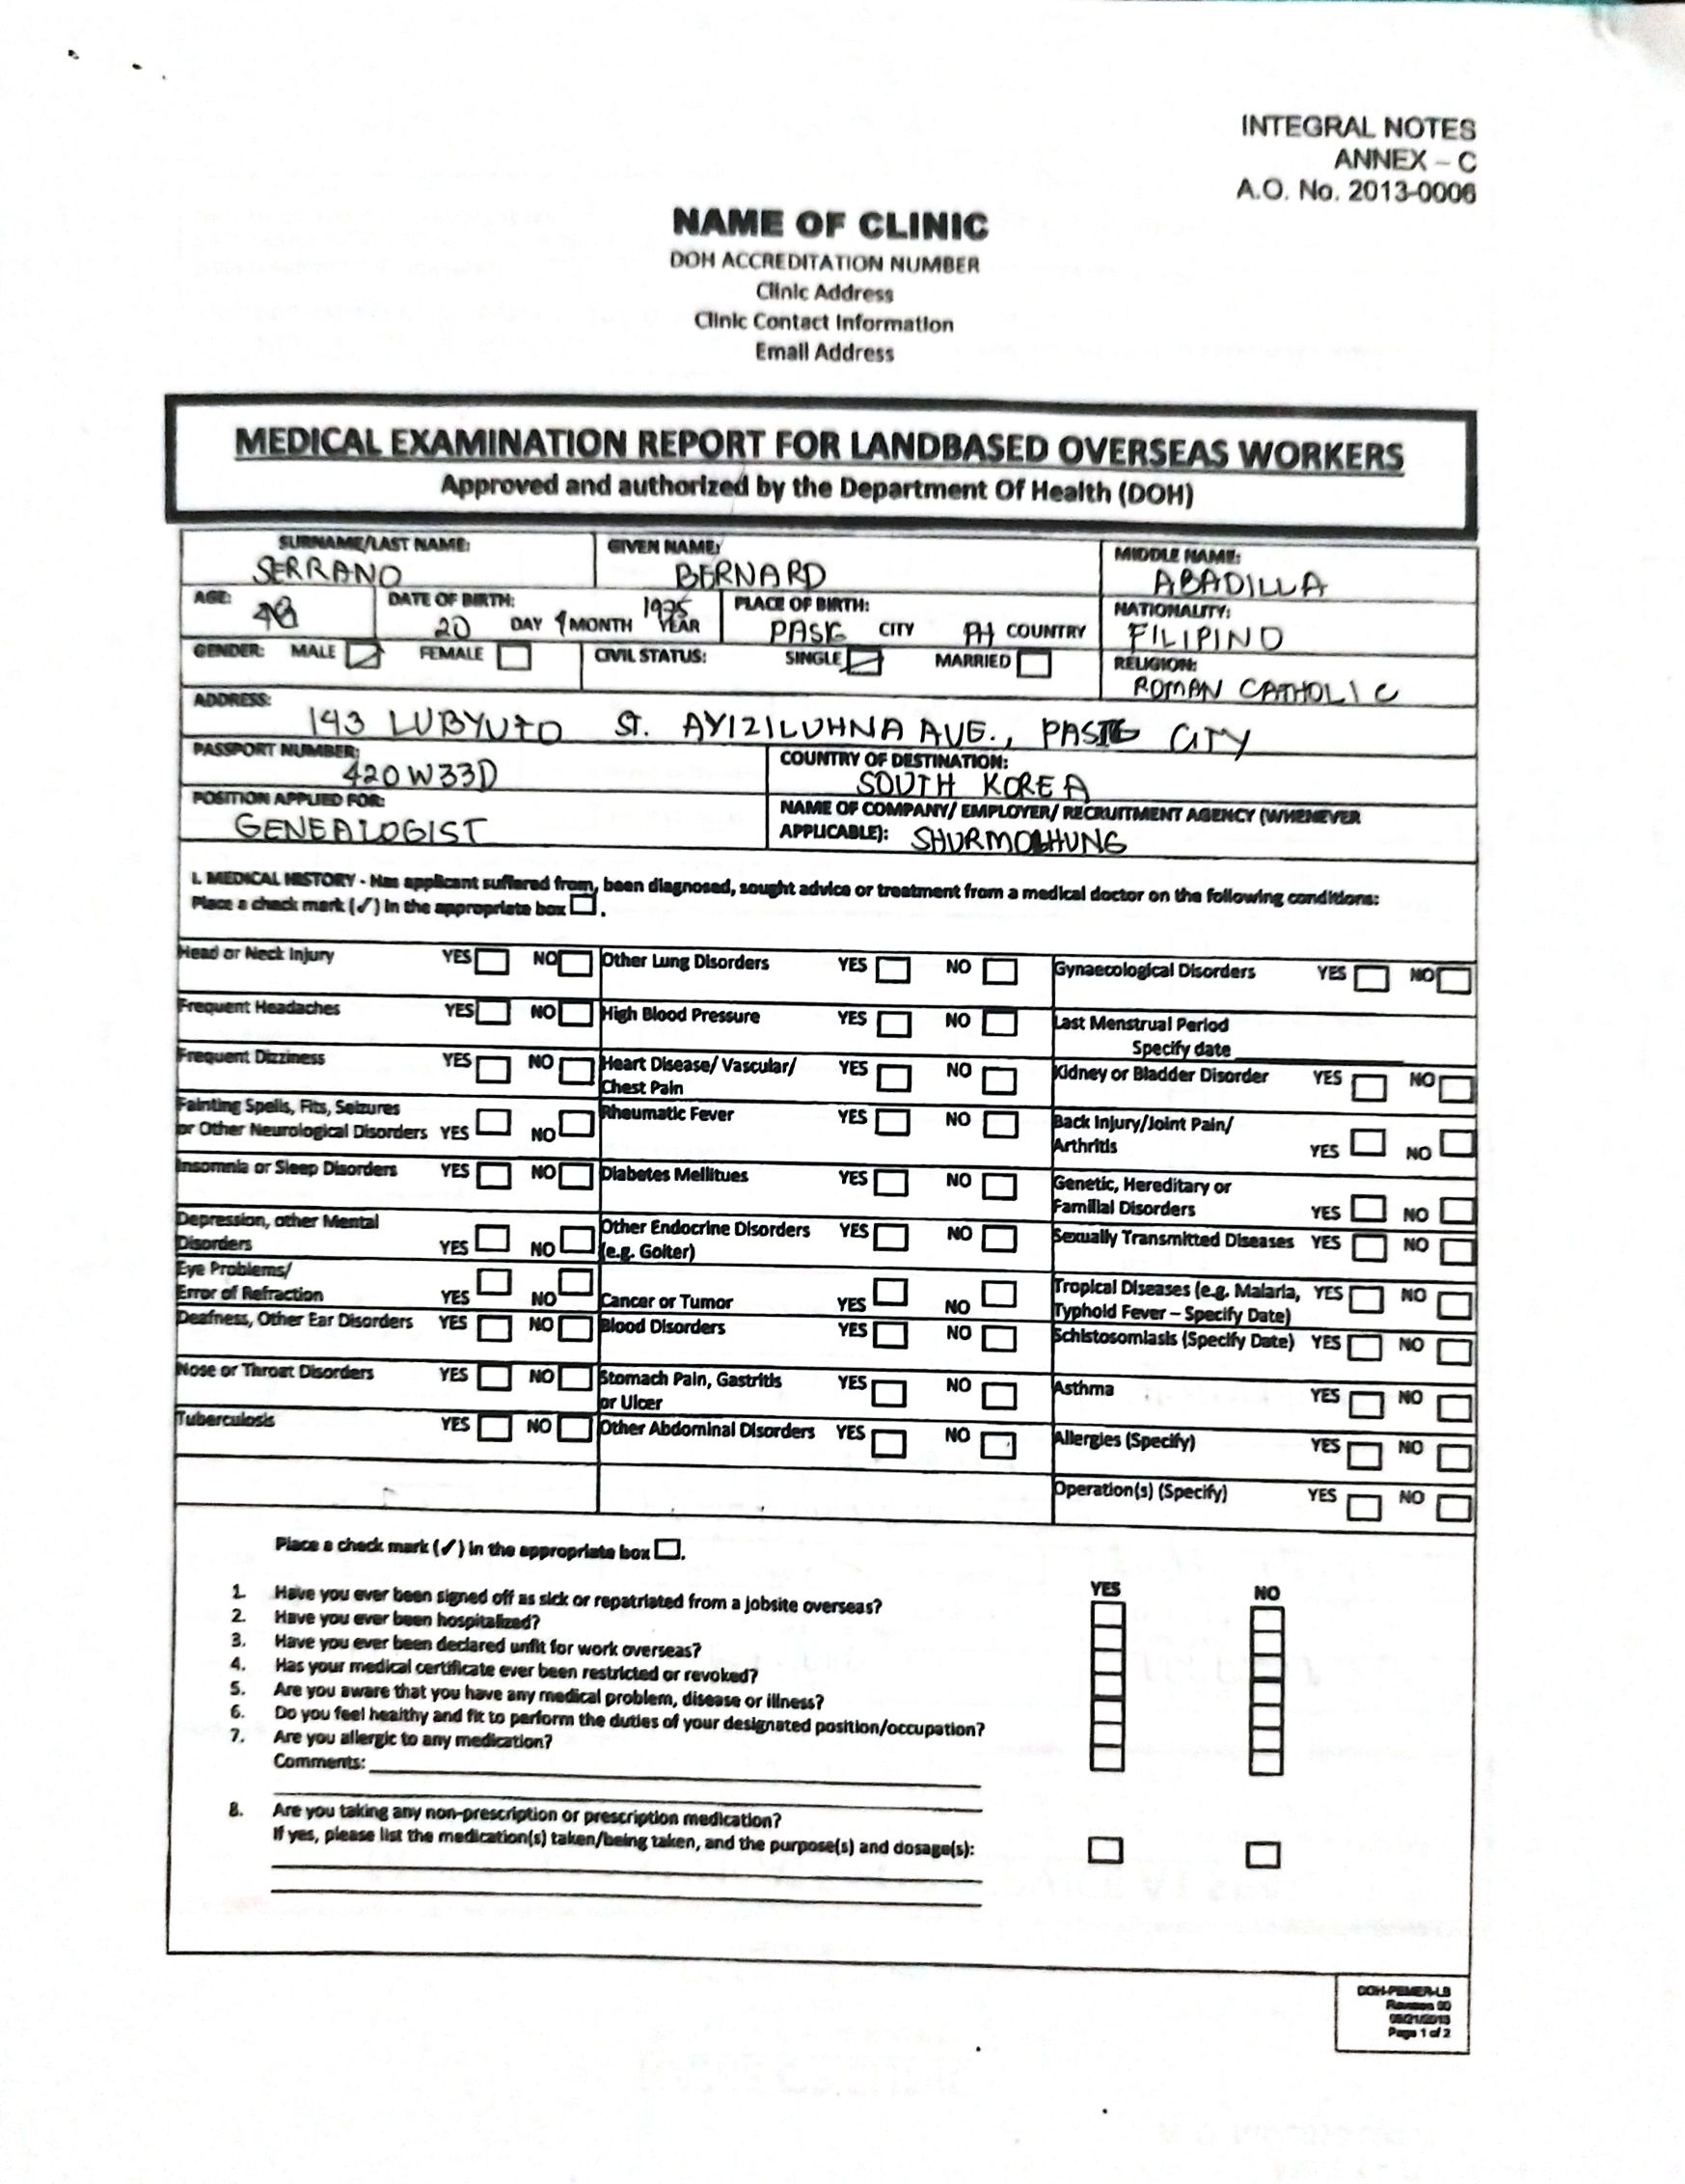 INTEGRAL NOTES
ANNEX – C
A.O. No. 2013-0006
NAME OF CLINIC
DOH ACCREDITATION NUMBER
Clinic Address
Clinic Contact Information
Email Address
MEDICAL EXAMINATION REPORT FOR LANDBASED OVERSEAS WORKERS
Approved and authorized by the Department Of Health (DOH)
SURNAME/LAST NAME: GIVEN NAME: MIDDLE NAME:
SERRANO BERNARD ABADILLA
AGE: DATE OF BIRTH: 1975 PLACE OF BIRTH: NATIONALITY:
20 DAY 9 MONTH YEAR PASIG CITY PH COUNTRY FILIPINO
GENDER: MALE FEMALE CIVIL STATUS: SINGLE MARRIED RELIGION:
ROMAN CATHOLIC
ADDRESS:
143 LUBYUTO ST. AYIZILUHNA AVE., PASIG CITY
PASSPORT NUMBER: COUNTRY OF DESTINATION:
420W33D SOUTH KOREA
POSITION APPLIED FOR: NAME OF COMPANY/ EMPLOYER/ RECRUITMENT AGENCY (WHENEVER
GENEALOGIST APPLICABLE):
I. MEDICAL HISTORY - Has applicant suffered from, been diagnosed, sought advice or treatment from a medical doctor on the following conditions:
Place a check mark (✓) in the appropriate box ☐.
Head or Neck Injury YES NO Other Lung Disorders YES NO Gynaecological Disorders YES NO
Frequent Headaches YES NO High Blood Pressure YES NO Last Menstrual Period
Specify date
Frequent Dizziness YES NO Heart Disease/ Vascular/ YES NO Kidney or Bladder Disorder YES NO
Chest Pain
Fainting Spells, Fits, Seizures Rheumatic Fever YES NO Back Injury/Joint Pain/
or Other Neurological Disorders YES NO Arthritis YES NO
Insomnia or Sleep Disorders YES NO Diabetes Mellitues YES NO Genetic, Hereditary or
Familial Disorders YES NO
Depression, other Mental Other Endocrine Disorders YES NO Sexually Transmitted Diseases YES NO
Disorders YES NO (e.g. Goiter)
Eye Problems/ Tropical Diseases (e.g. Malaria, YES NO
Error of Refraction YES NO Cancer or Tumor YES NO Typhoid Fever – Specify Date)
Deafness, Other Ear Disorders YES NO Blood Disorders YES NO Schistosomiasis (Specify Date) YES NO
Nose or Throat Disorders YES NO Stomach Pain, Gastritis YES NO Asthma YES NO
or Ulcer
Tuberculosis YES NO Other Abdominal Disorders YES NO Allergies (Specify) YES NO
Operation(s) (Specify) YES NO
Place a check mark (✓) in the appropriate box ☐.
YES NO
1. Have you ever been signed off as sick or repatriated from a jobsite overseas?
2. Have you ever been hospitalized?
3. Have you ever been declared unfit for work overseas?
4. Has your medical certificate ever been restricted or revoked?
5. Are you aware that you have any medical problem, disease or illness?
6. Do you feel healthy and fit to perform the duties of your designated position/occupation?
7. Are you allergic to any medication?
Comments:
8. Are you taking any non-prescription or prescription medication?
If yes, please list the medication(s) taken/being taken, and the purpose(s) and dosage(s):
DOH-PEMER-LB
Revision 00
Page 1 of 2